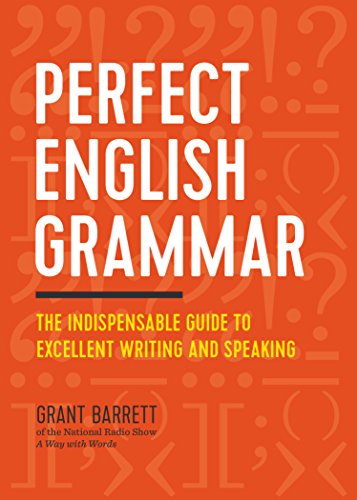 PERFECT
ENGLISH
GRAMMAR
THE INDISPENSABLE GUIDE TO
EXCELLENT WRITING AND SPEAKING
GRANT BARRETT
of the National Radio Show
A Way with Words